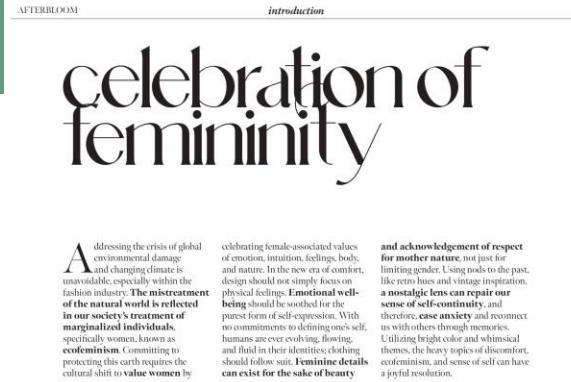 AFTERBLOOM
introduction
celebration of
femininity
Addressing the crisis of global
environmental damage
and changing climate is
unavoidable, especially within the
fashion industry. The mistreatment
of the natural world is reflected
in our society's treatment of
marginalized individuals,
specifically women, known as
ecofeminism. Committing to
protecting this earth requires the
cultural shift to value women by
celebrating female-associated values
of emotion, intuition, feelings, body,
and nature. In the new era of comfort,
design should not simply focus on
physical feelings. Emotional well-
being should be soothed for the
purest form of self-expression. With
no commitments to defining one's self,
humans are ever evolving, flowing,
and fluid in their identities; clothing
should follow suit. Feminine details
can exist for the sake of beauty
and acknowledgement of respect
for mother nature, not just for
limiting gender. Using nods to the past,
like retro hues and vintage inspiration,
a nostalgic lens can repair our
sense of self-continuity, and
therefore, ease anxiety and reconnect
us with others through memories.
Utilizing bright color and whimsical
themes, the heavy topics of discomfort,
ecofeminism, and sense of self can have
a joyful resolution.